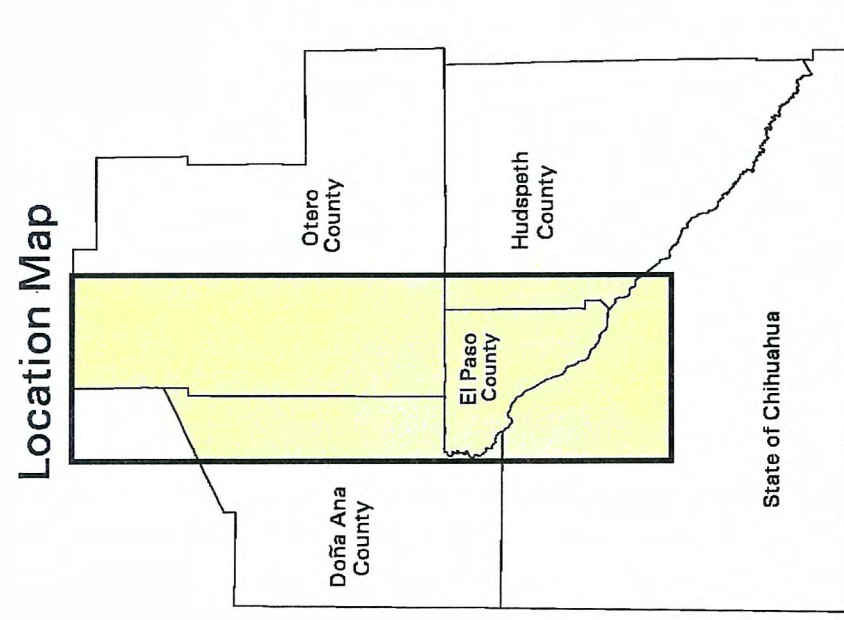 Location Map
Otero
County
Doña Ana
County
El Paso
County
Hudspeth
County
State of Chihuahua